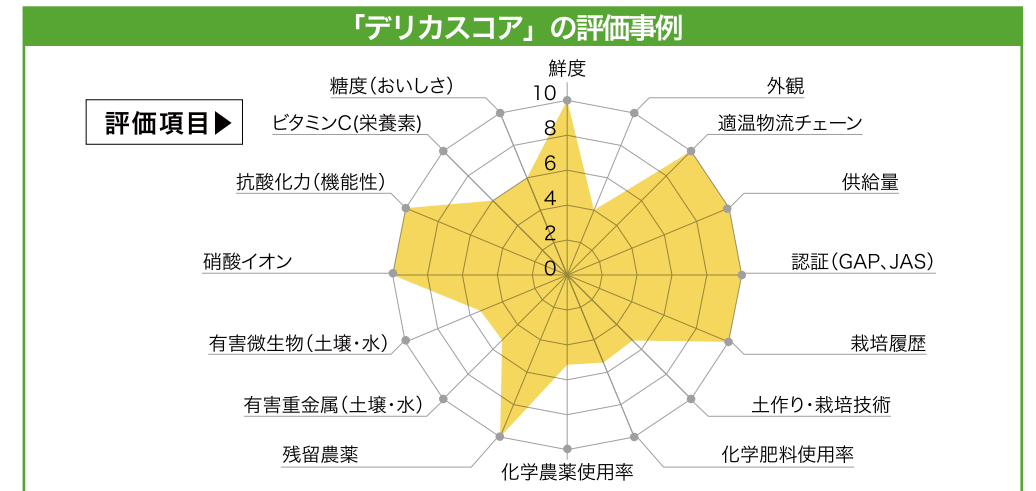 「デリカスコア」の評価事例
評価項目▶
鮮度
外観
適温物流チェーン
供給量
認証(GAP、JAS)
栽培履歴
土作り・栽培技術
化学肥料使用率
化学農薬使用率
残留農薬
有害重金属(土壌・水)
有害微生物(土壌・水)
硝酸イオン
抗酸化力(機能性)
ビタミンC(栄養素)
糖度(おいしさ)
10
8
6
4
2
0